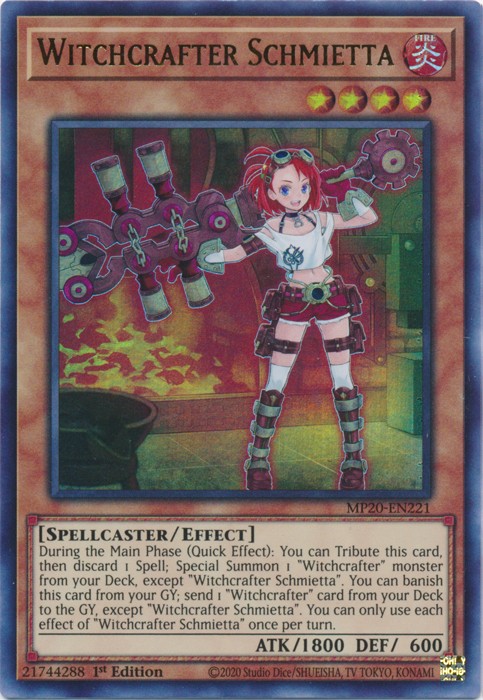 WITCHCRAFTER SCHMIETTA
FIRE
炎
MP20-EN221
[SPELLCASTER/EFFECT]
During the Main Phase (Quick Effect): You can Tribute this card,
then discard 1 Spell; Special Summon 1 "Witchcrafter" monster
from your Deck, except "Witchcrafter Schmietta". You can banish
this card from your GY; send 1 "Witchcrafter" card from your Deck
to the GY, except "Witchcrafter Schmietta". You can only use each
effect of "Witchcrafter Schmietta" once per turn.
ATK/1800 DEF/ 600
21744288 1st Edition ©2020 Studio Dice/SHUEISHA, TV TOKYO, KONAMI